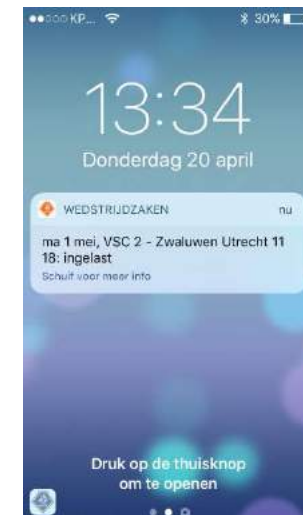 KP... 30%
13:34
Donderdag 20 april
WEDSTRIJDZAKEN nu
ma 1 mei, VSC 2 - Zwaluwen Utrecht 11
18: ingelast
Schuif voor meer info
Druk op de thuisknop
om te openen